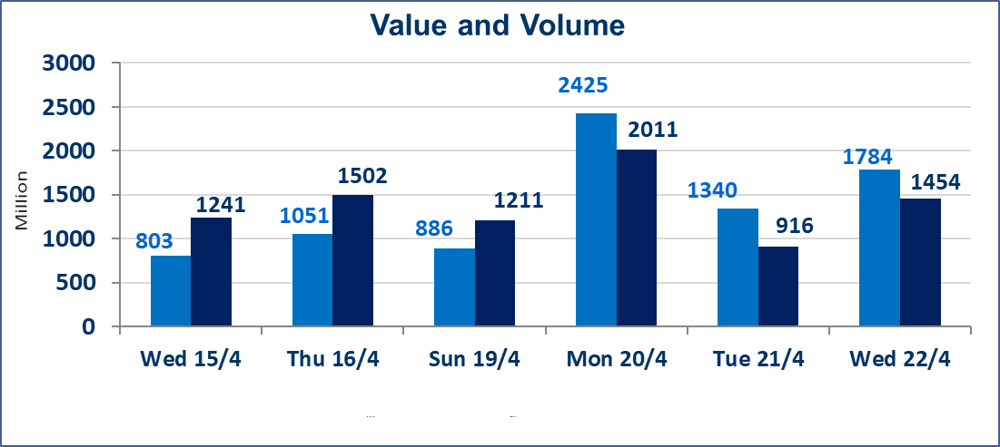 Value and Volume
3000
2500
2000
1500
1000
500
0
Million
803
1241
1051
1502
886
1211
2425
2011
1340
916
1784
1454
Wed 15/4
Thu 16/4
Sun 19/4
Mon 20/4
Tue 21/4
Wed 22/4